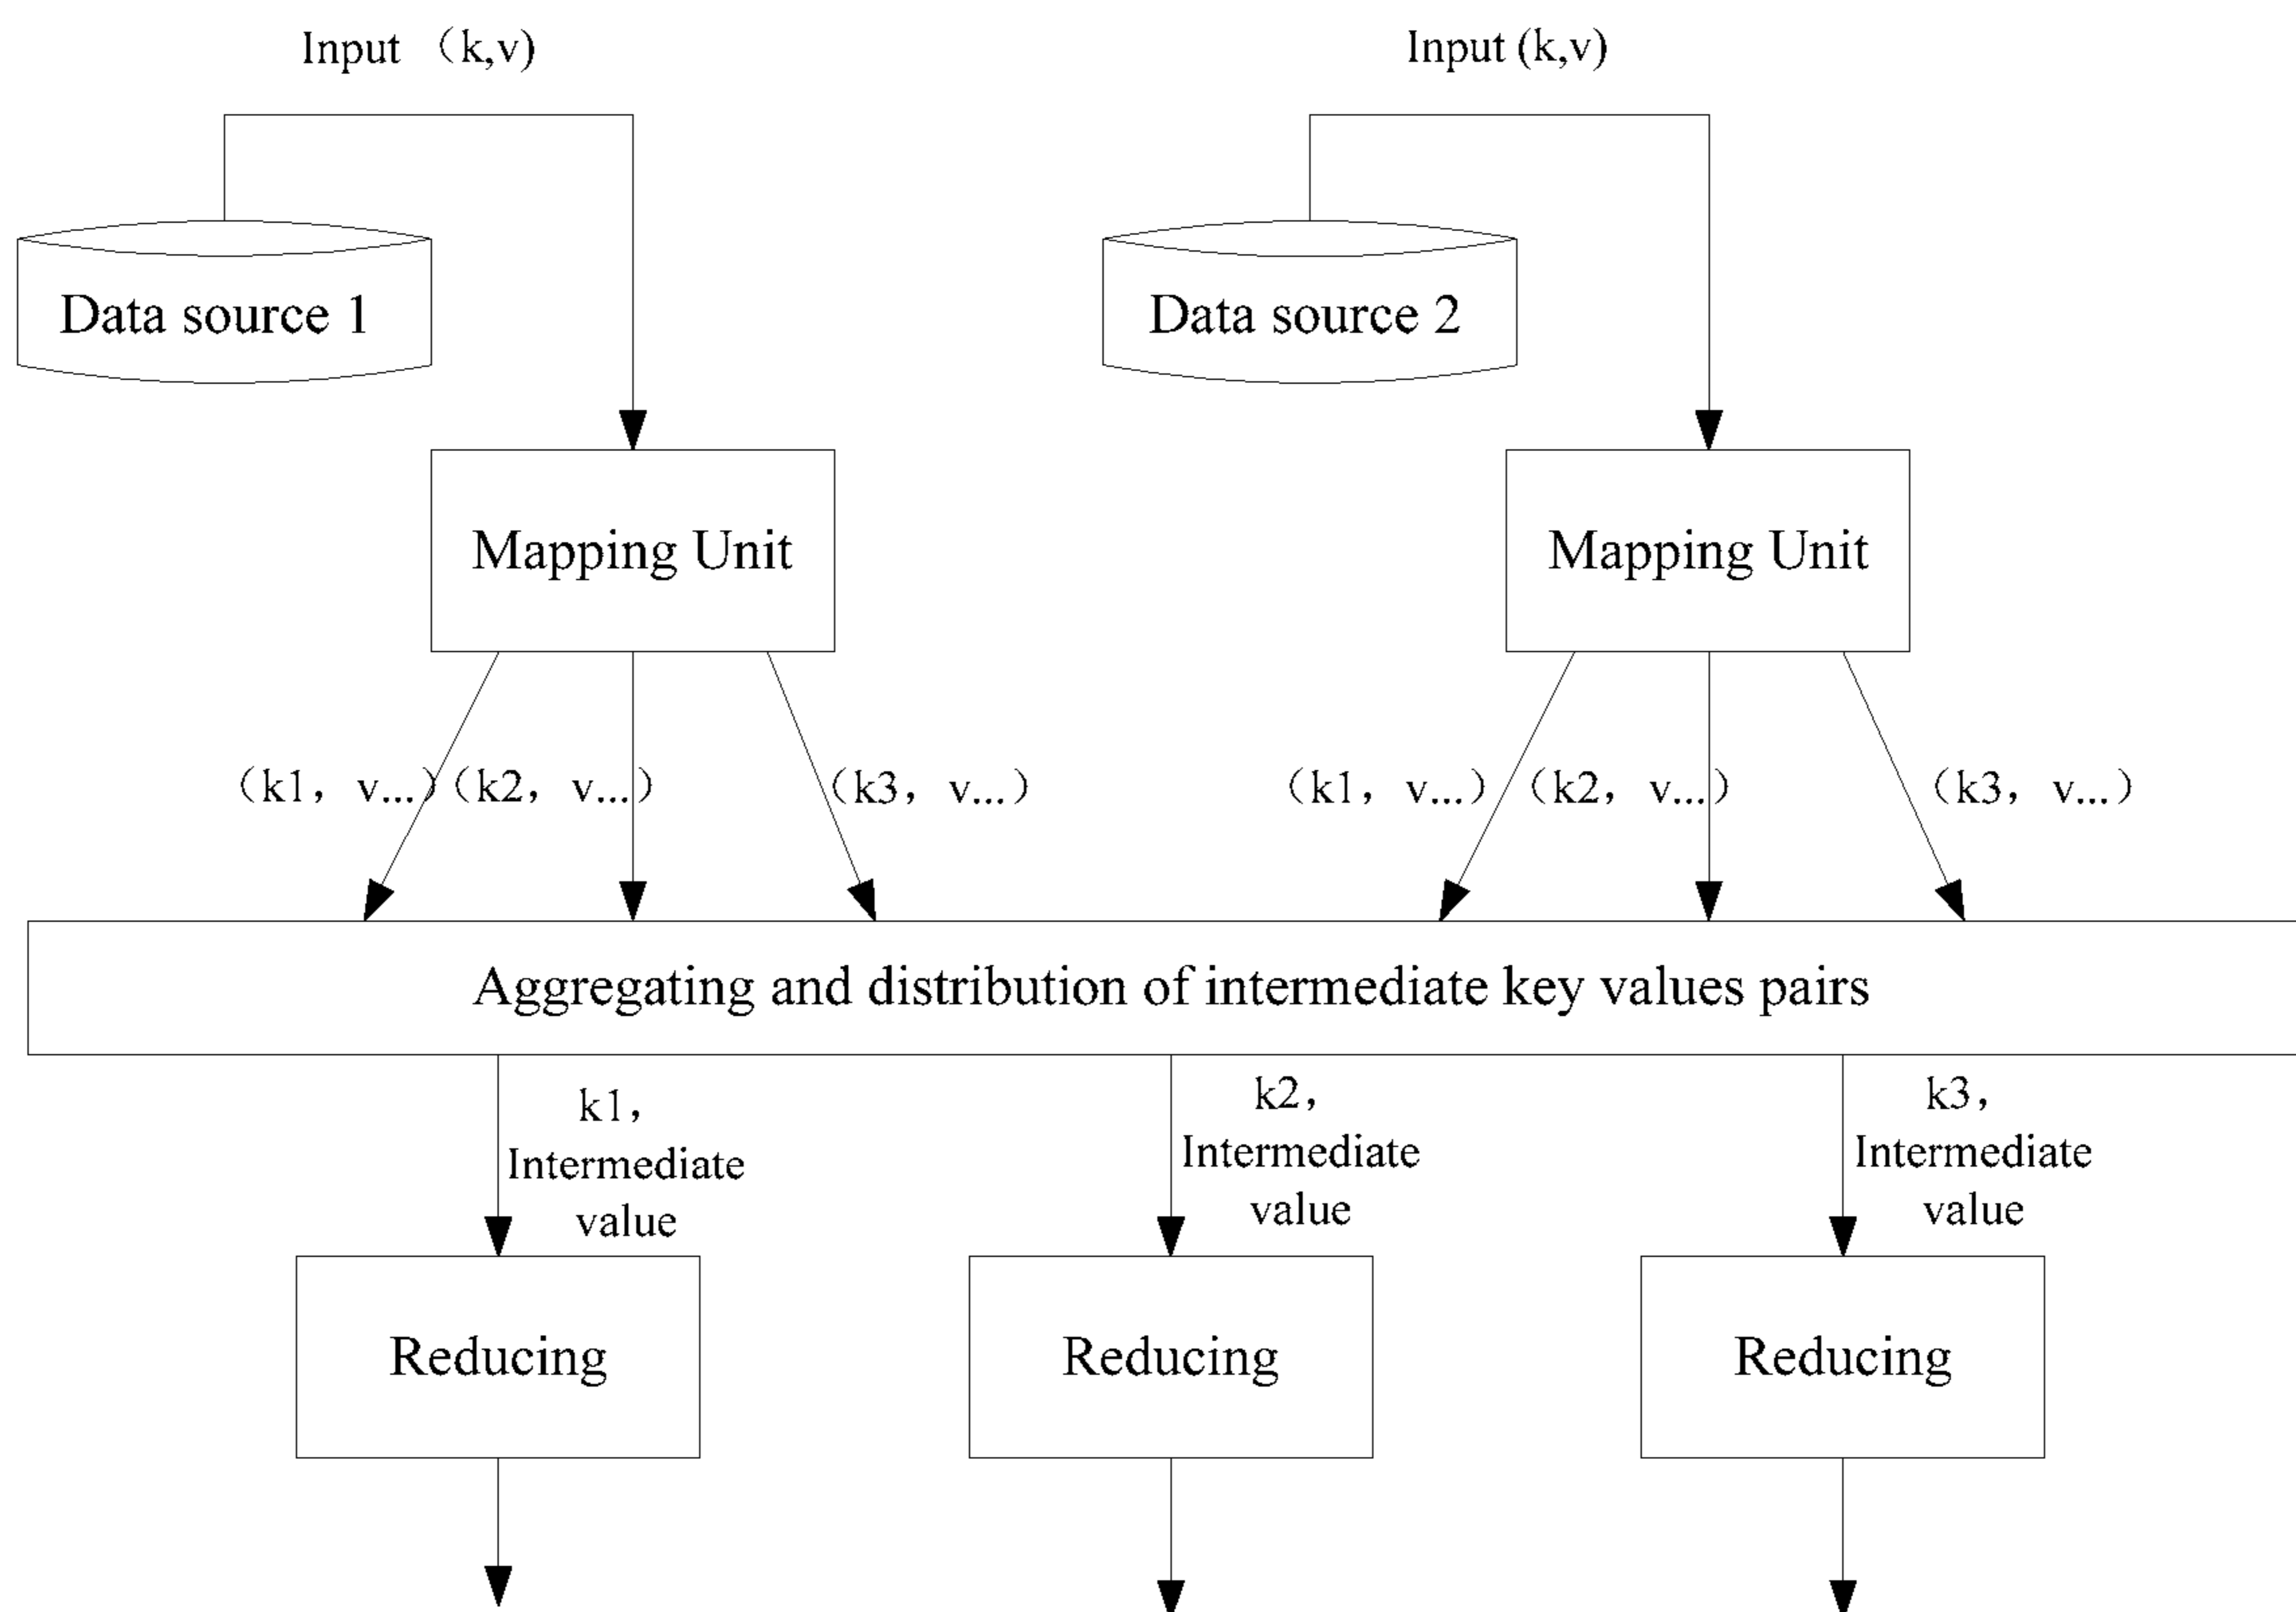 Input （k,v)
Input (k,v)
Data source 1
Data source 2
Mapping Unit
Mapping Unit
（k1， v...）
（k2， v...）
（k3， v...）
（k1， v...）
（k2， v...）
（k3， v...）
Aggregating and distribution of intermediate key values pairs
k1，
Intermediate
value
k2，
Intermediate
value
k3，
Intermediate
value
Reducing
Reducing
Reducing